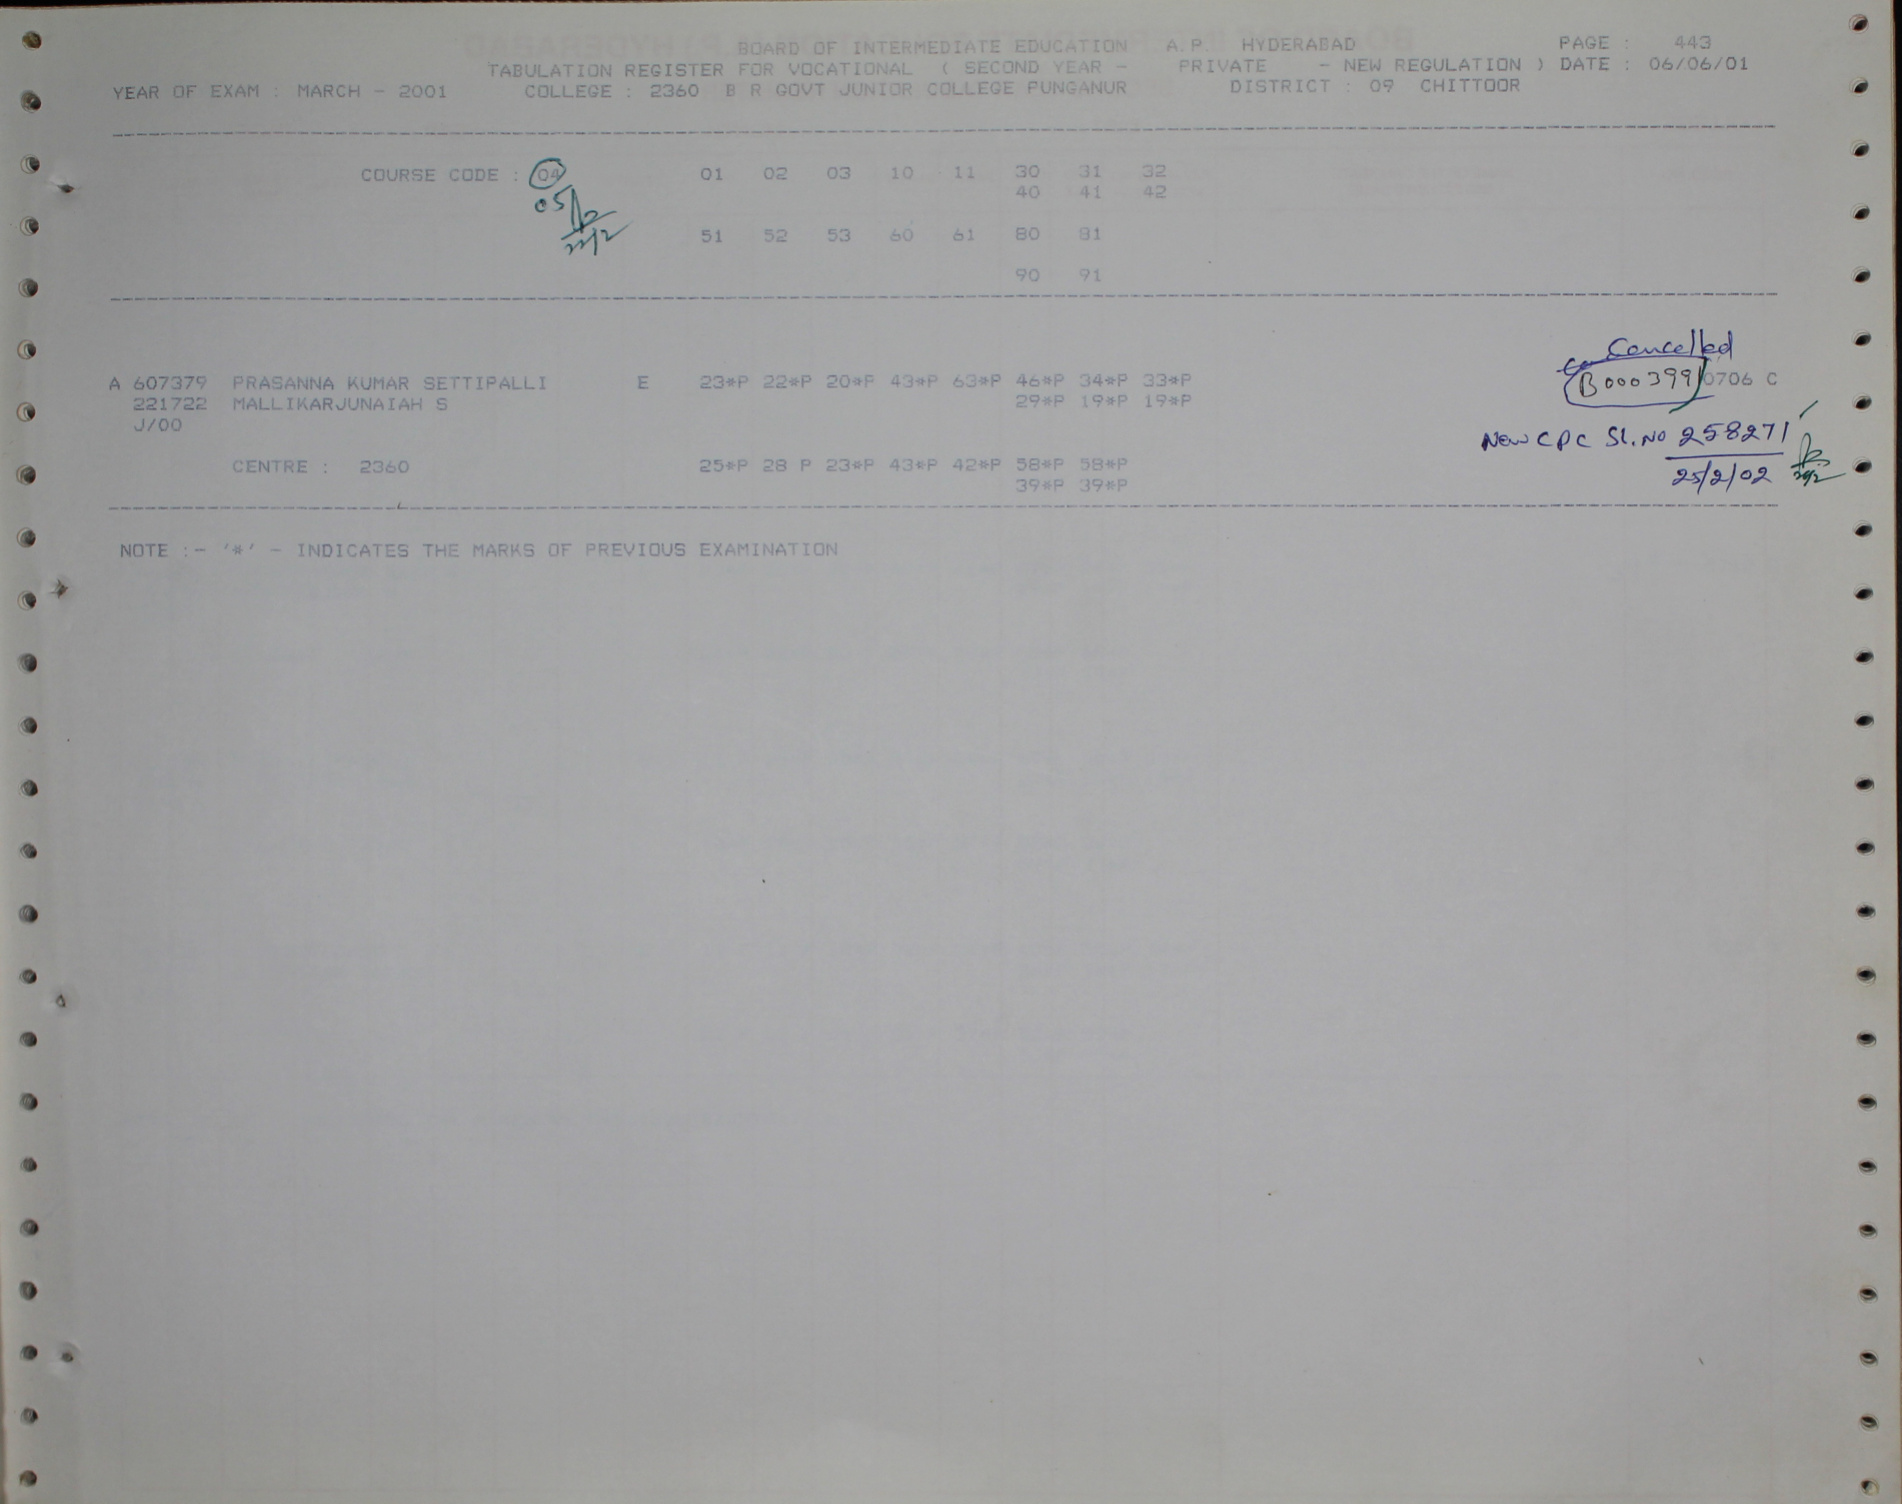 BOARD OF INTERMEDIATE EDUCATION A.P. HYDERABAD PAGE : 443
TABULATION REGISTER FOR VOCATIONAL ( SECOND YEAR - PRIVATE - NEW REGULATION ) DATE : 06/06/01
YEAR OF EXAM : MARCH - 2001 COLLEGE : 2360 B R GOVT JUNIOR COLLEGE PUNGANUR DISTRICT : 09 CHITTOOR
COURSE CODE : 04 01 02 03 10 11 30 31 32
40 41 42
05
22/2
51 52 53 60 61 80 81
90 91
Cancelled
A 607379 PRASANNA KUMAR SETTIPALLI E 23*P 22*P 20*P 43*P 63*P 46*P 34*P 33*P B000399 0706 C
221722 MALLIKARJUNAIAH S 29*P 19*P 19*P
J/00
New CPC Sl.No 258271
CENTRE : 2360 25*P 28 P 23*P 43*P 42*P 58*P 58*P
39*P 39*P
25/2/02
NOTE :- '*' - INDICATES THE MARKS OF PREVIOUS EXAMINATION